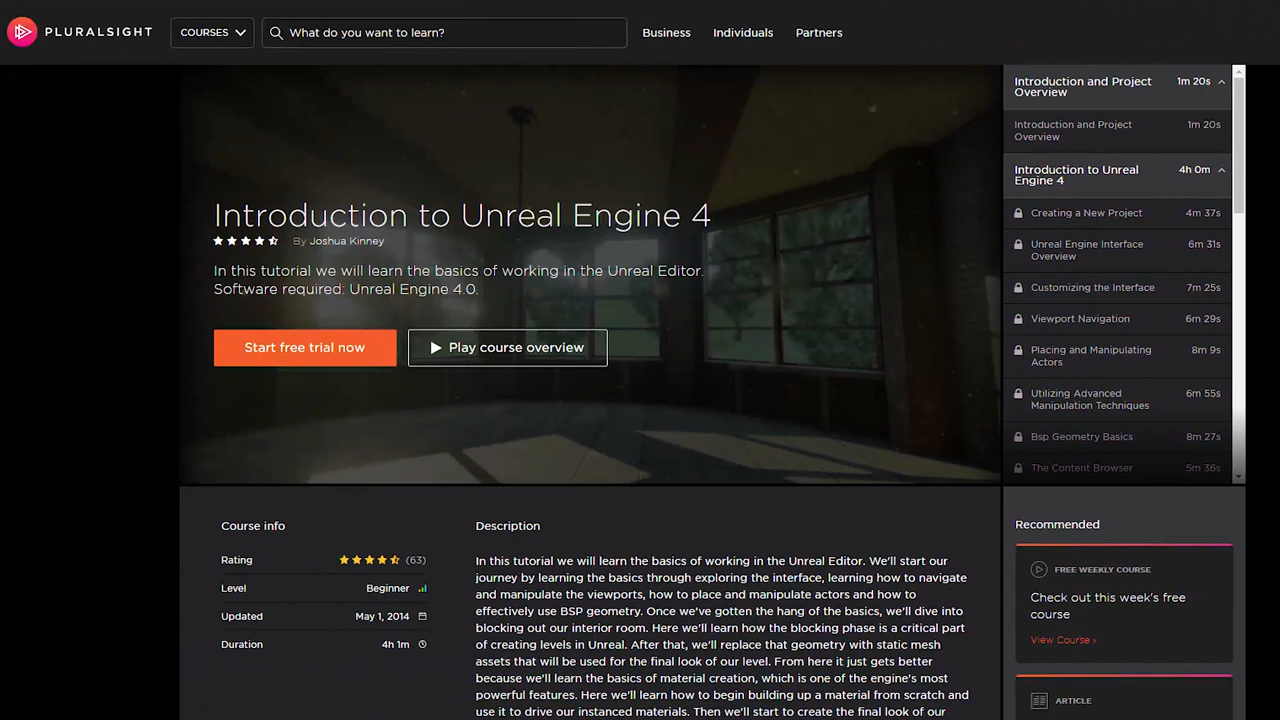 PLURALSIGHT
COURSES
What do you want to learn?
Business
Individuals
Partners
Introduction to Unreal Engine 4
By Joshua Kinney
In this tutorial we will learn the basics of working in the Unreal Editor.
Software required: Unreal Engine 4.0.
Start free trial now
Play course overview
Introduction and Project 1m 20s
Overview
Introduction and Project 1m 20s
Overview
Introduction to Unreal 4h 0m
Engine 4
Creating a New Project 4m 37s
Unreal Engine Interface 6m 31s
Overview
Customizing the Interface 7m 25s
Viewport Navigation 6m 29s
Placing and Manipulating 8m 9s
Actors
Utilizing Advanced 6m 55s
Manipulation Techniques
Bsp Geometry Basics 8m 27s
The Content Browser 5m 36s
Course info
Rating (63)
Level Beginner
Updated May 1, 2014
Duration 4h 1m
Description
In this tutorial we will learn the basics of working in the Unreal Editor. We'll start our
journey by learning the basics through exploring the interface, learning how to navigate
and manipulate the viewports, how to place and manipulate actors and how to
effectively use BSP geometry. Once we've gotten the hang of the basics, we'll dive into
blocking out our interior room. Here we'll learn how the blocking phase is a critical part
of creating levels in Unreal. After that, we'll replace that geometry with static mesh
assets that will be used for the final look of our level. From here it just gets better
because we'll learn the basics of material creation, which is one of the engine's most
powerful features. Here we'll learn how to begin building up a material from scratch and
use it to drive our instanced materials. Then we'll start to create the final look of our
Recommended
FREE WEEKLY COURSE
Check out this week's free
course
View Course ›
ARTICLE